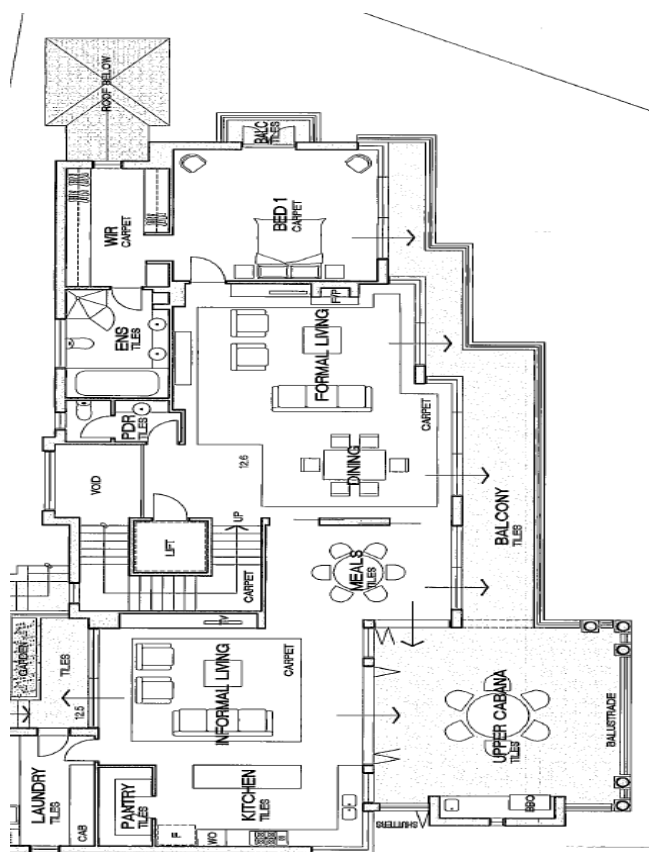 ROOF BELOW
BALC
TILES
WIR
CARPET
BED 1
CARPET
ENS
TILES
F/P
FORMAL LIVING
CARPET
PDR
TILES
VOID
12.6
DINING
LIFT
UP
CARPET
MEALS
TILES
BALCONY
TILES
GARDEN
TILES
12.5
TV
INFORMAL LIVING
CARPET
UPPER CABANA
TILES
BALUSTRADE
LAUNDRY
TILES
CAB
PANTRY
TILES
KITCHEN
TILES
F
WO
SHUTTERS
BBQ